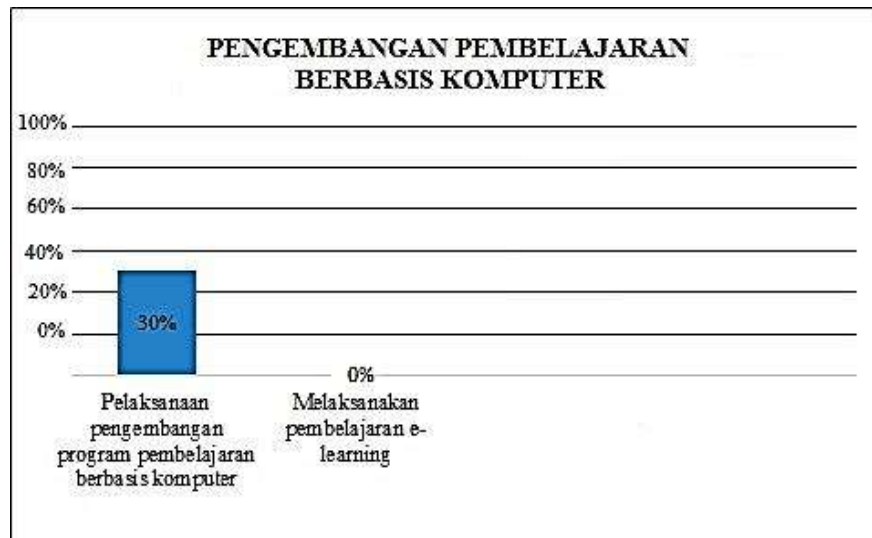 PENGEMBANGAN PEMBELAJARAN
BERBASIS KOMPUTER
100%
80%
60%
40%
20%
0%
30%
0%
Pelaksanaan
pengembangan
program pembelajaran
berbasis komputer
Melaksanakan
pembelajaran e-
learning